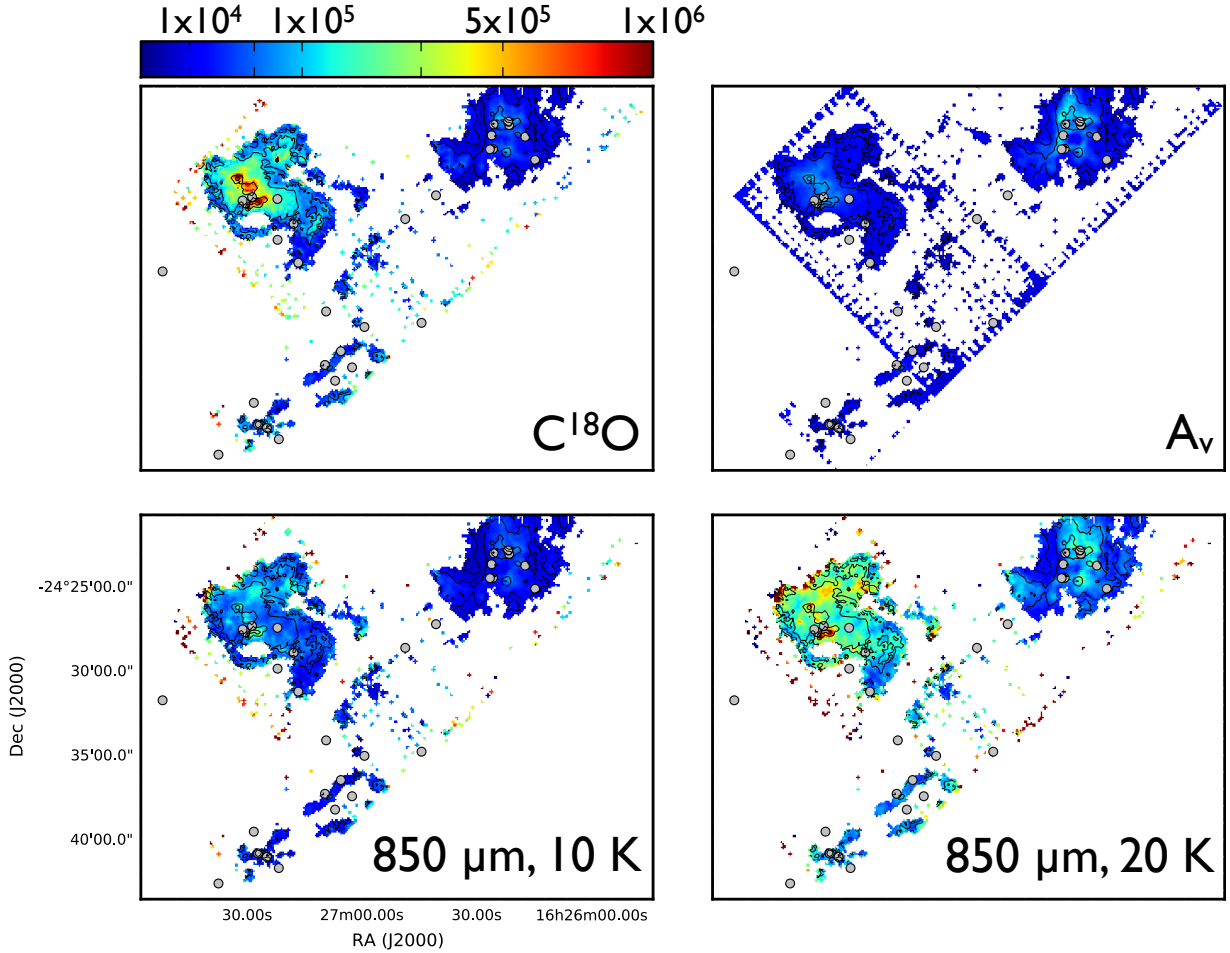 1x10⁴ 1x10⁵ 5x10⁵ 1x10⁶
C¹⁸O
Aᵥ
-24°25'00.0"
30'00.0"
35'00.0"
40'00.0"
Dec (J2000)
850 μm, 10 K
850 μm, 20 K
30.00s 27m00.00s 30.00s 16h26m00.00s
RA (J2000)